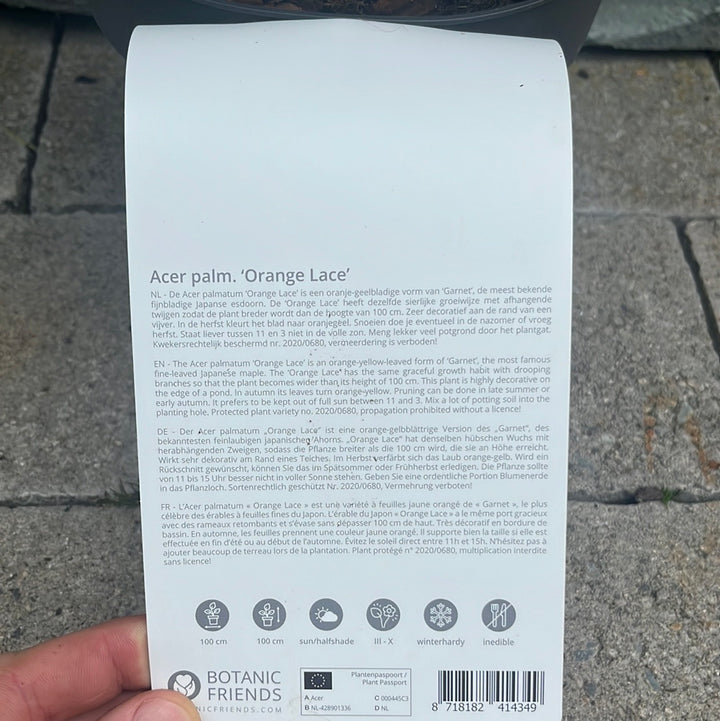 Acer palm. ‘Orange Lace’
NL - De Acer palmatum ‘Orange Lace’ is een oranje-geelbladige vorm van ‘Garnet’, de meest bekende
fijnbladige Japanse esdoorn. De ‘Orange Lace’ heeft dezelfde sierlijke groeiwijze met afhangende
twijgen zodat de plant breder wordt dan de hoogte van 100 cm. Zeer decoratief aan de rand van een
vijver. In de herfst kleurt het blad naar oranjegeel. Snoeien doe je eventueel in de nazomer of vroeg
herfst. Staat liever tussen 11 en 3 niet in de volle zon. Meng lekker veel potgrond door het plantgat.
Kwekersrechtelijk beschermd nr. 2020/0680, vermeerdering is verboden!
EN - The Acer palmatum ‘Orange Lace’ is an orange-yellow-leaved form of ‘Garnet’, the most famous
fine-leaved Japanese maple. The ‘Orange Lace’ has the same graceful growth habit with drooping
branches so that the plant becomes wider than its height of 100 cm. This plant is highly decorative on
the edge of a pond. In autumn its leaves turn orange-yellow. Pruning can be done in late summer or
early autumn. It prefers to be kept out of full sun between 11 and 3. Mix a lot of potting soil into the
planting hole. Protected plant variety no. 2020/0680, propagation prohibited without a licence!
DE - Der Acer palmatum „Orange Lace“ ist eine orange-gelbblättrige Version des „Garnet“, des
bekanntesten feinlaubigen japanischen Ahorns. „Orange Lace“ hat denselben hübschen Wuchs mit
herabhängenden Zweigen, sodass die Pflanze breiter als die 100 cm wird, die sie an Höhe erreicht.
Wirkt sehr dekorativ am Rand eines Teiches. Im Herbst verfärbt sich das Laub orange-gelb. Wird ein
Rückschnitt gewünscht, können Sie das im Spätsommer oder Frühherbst erledigen. Die Pflanze sollte
von 11 bis 15 Uhr besser nicht in voller Sonne stehen. Geben Sie eine ordentliche Portion Blumenerde
in das Pflanzloch. Sortenrechtlich geschützt Nr. 2020/0680, Vermehrung verboten!
FR - L’Acer palmatum « Orange Lace » est une variété à feuilles jaune orangé de « Garnet », le plus
célèbre des érables à feuilles fines du Japon. L’érable du Japon « Orange Lace » a le même port gracieux
avec des rameaux retombants et s’évase sans dépasser 100 cm de haut. Très décoratif en bordure de
bassin. En automne, les feuilles prennent une couleur jaune orangé. Il supporte bien la taille si elle est
effectuée en fin d’été ou au début de l’automne. Évitez le soleil direct entre 11h et 15h. N’hésitez pas à
ajouter beaucoup de terreau lors de la plantation. Plant protégé n° 2020/0680, multiplication interdite
sans licence!
100 cm 100 cm sun/halfshade III - X winterhardy inedible
BOTANIC
FRIENDS
NICFRIENDS.COM
Plantenpaspoort /
Plant Passport
A Acer C 000445C3
B NL-428901336 D NL
8 718182 414349